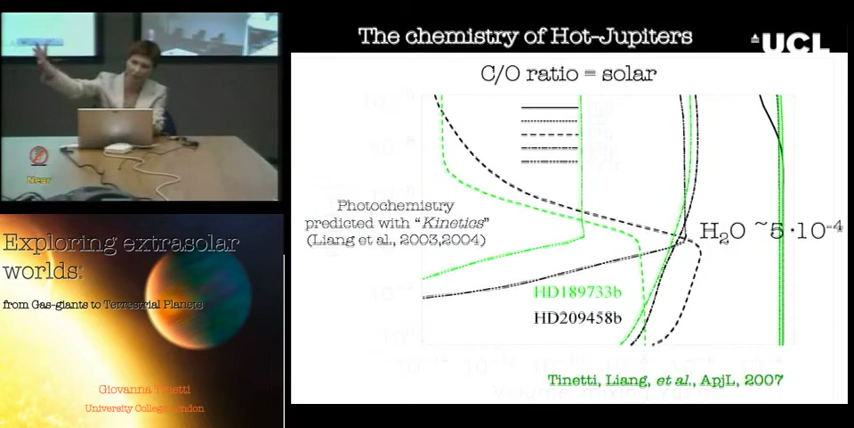 The chemistry of Hot-Jupiters
UCL
C/O ratio = solar
Photochemistry
predicted with "Kinetics"
(Liang et al., 2003,2004)
H₂O ~5·10⁻⁴
HD189733b
HD209458b
Tinetti, Liang, et al., ApjL, 2007
Near
Exploring extrasolar
worlds:
from Gas-giants to Terrestrial Planets
Giovanna Tinetti
University College London